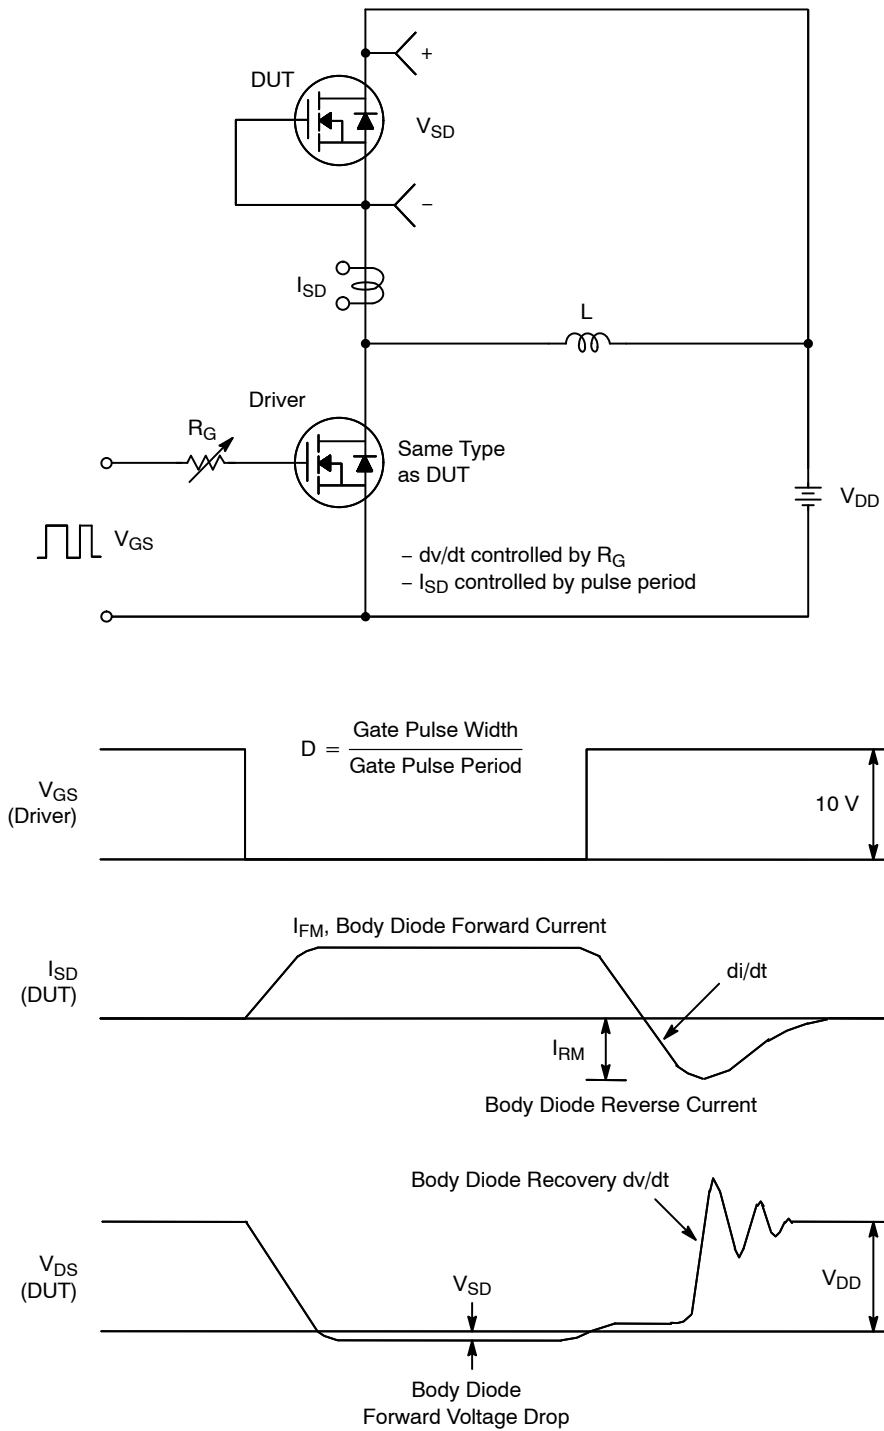 +
DUT
V_SD
−
I_SD
L
Driver
R_G
Same Type
as DUT
V_DD
V_GS
− dv/dt controlled by R_G
− I_SD controlled by pulse period
D = Gate Pulse Width
Gate Pulse Period
V_GS
(Driver)
10 V
I_FM, Body Diode Forward Current
I_SD
(DUT)
di/dt
I_RM
Body Diode Reverse Current
Body Diode Recovery dv/dt
V_DS
(DUT)
V_SD
V_DD
Body Diode
Forward Voltage Drop